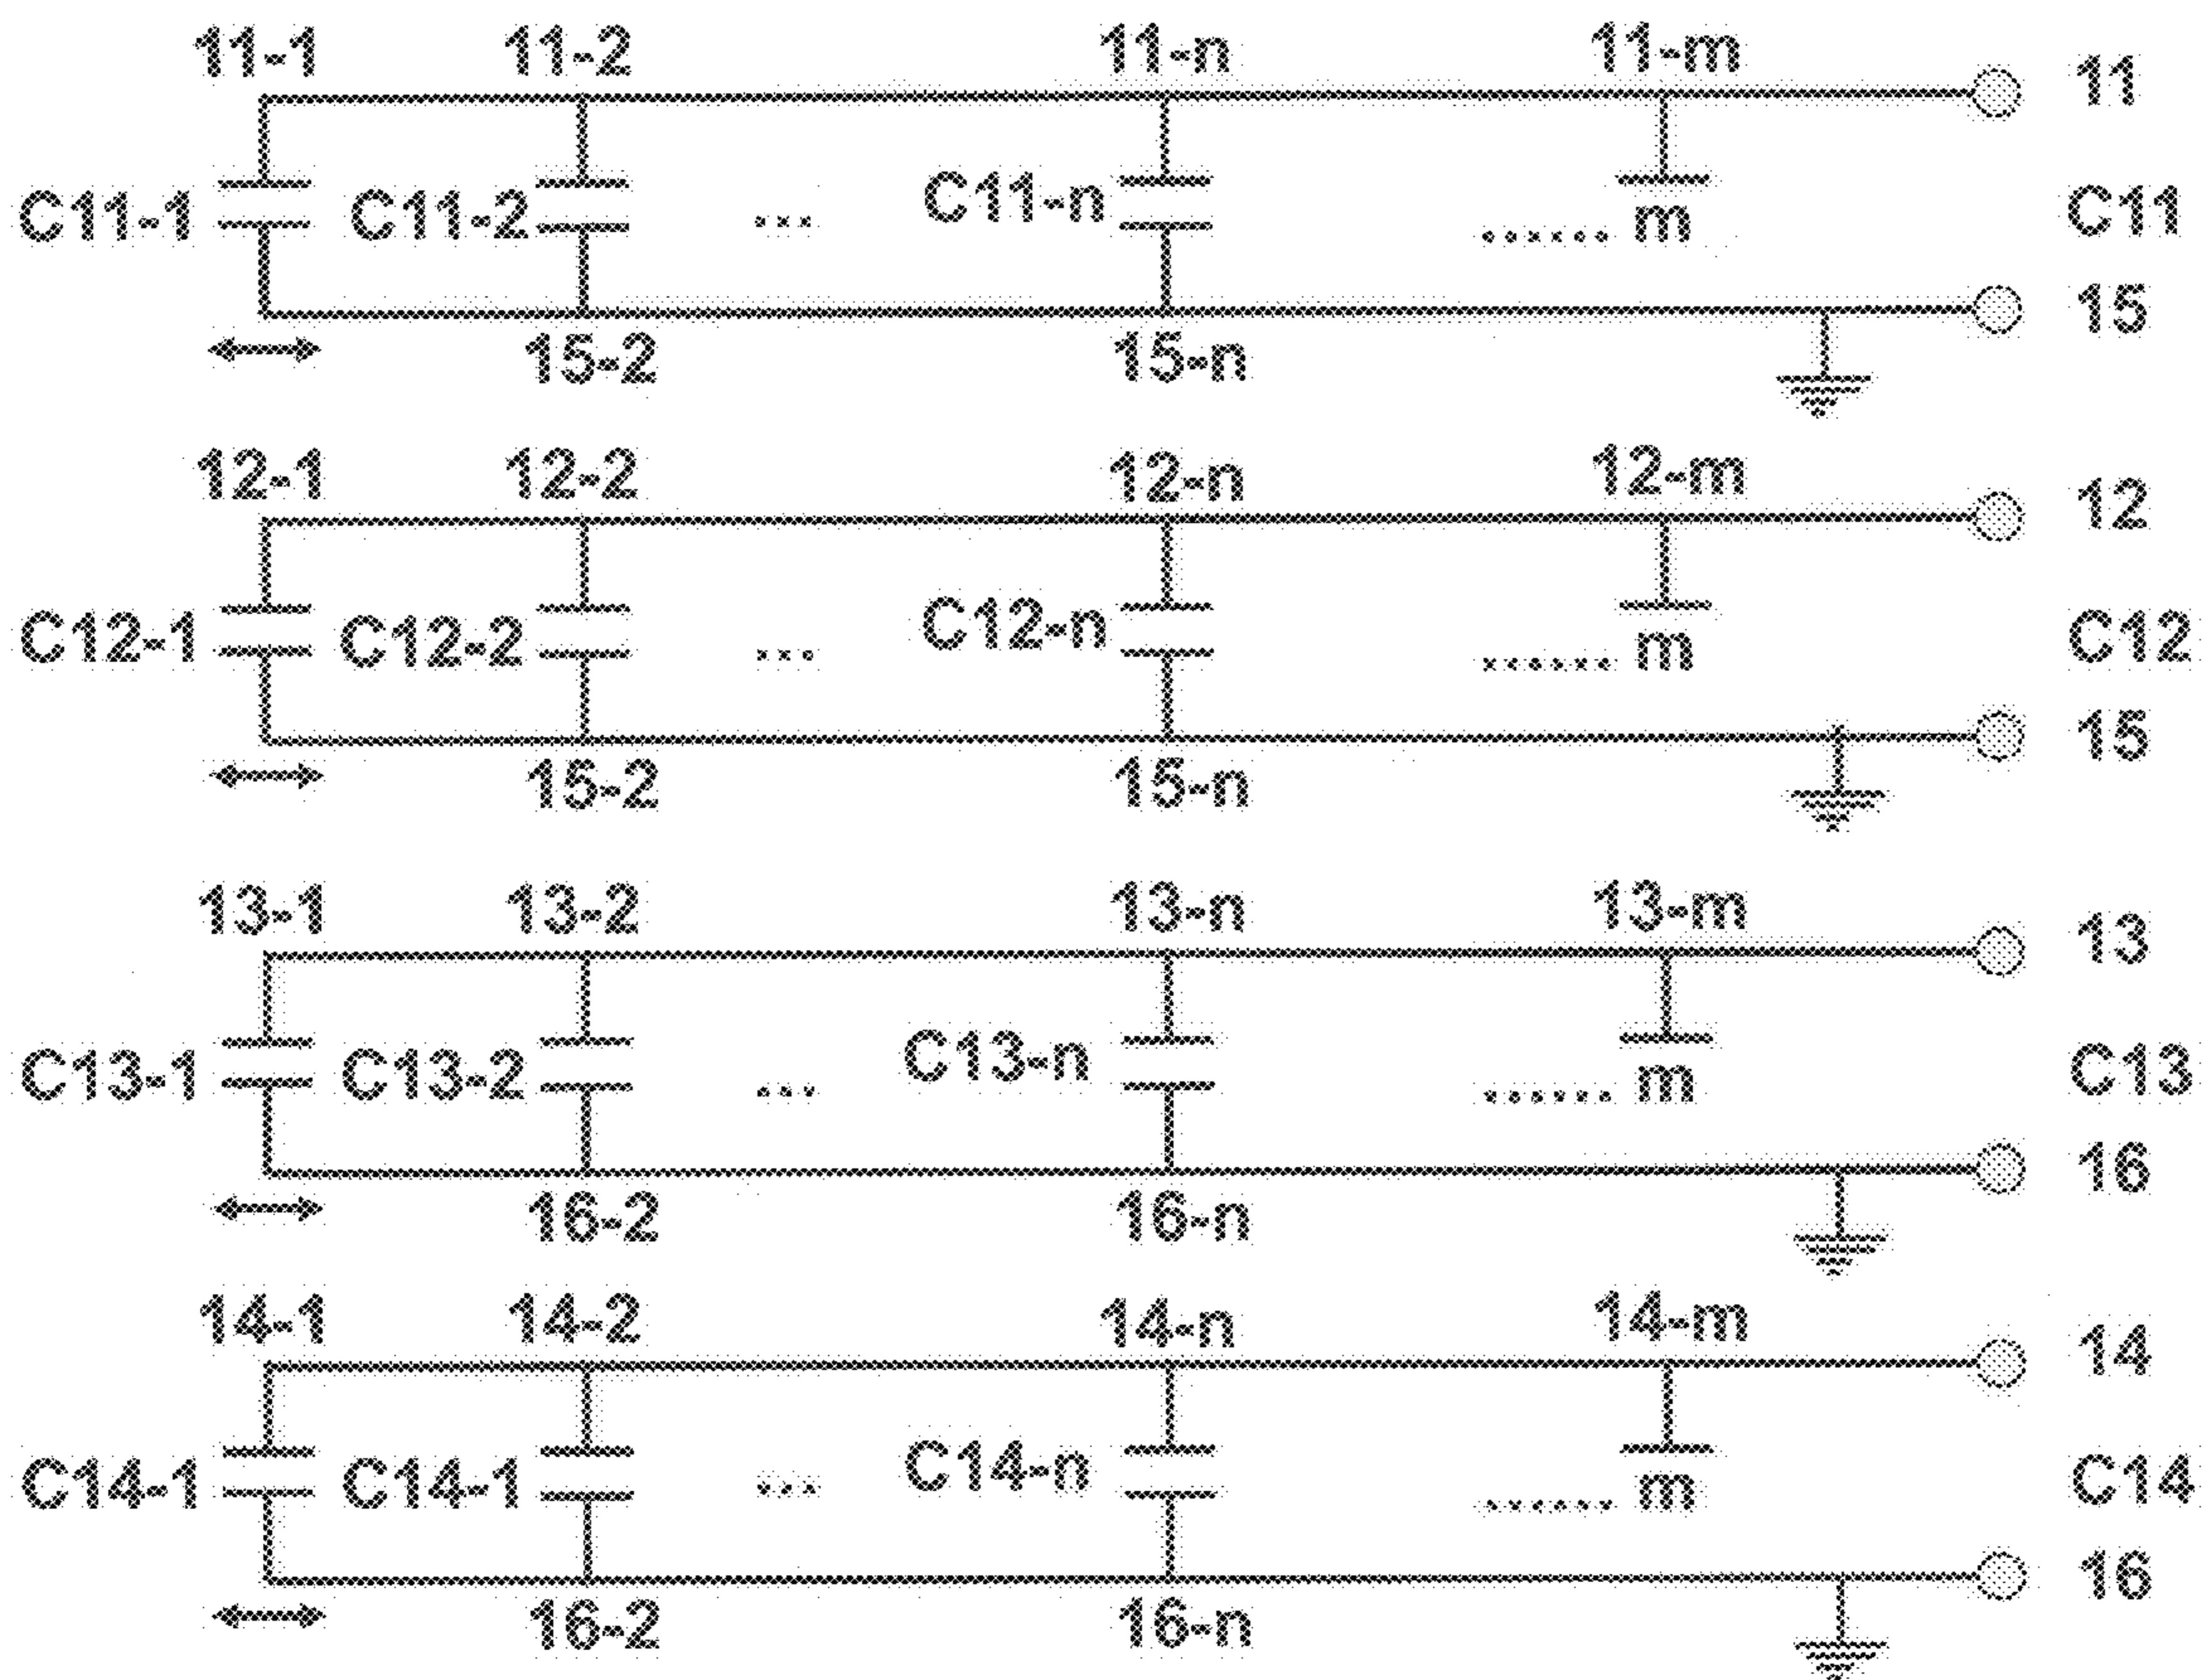 11-1 11-2 11-n 11-m 11
C11-1 C11-2 ... C11-n ...... m C11
15-2 15-n 15
12-1 12-2 12-n 12-m 12
C12-1 C12-2 ... C12-n ...... m C12
15-2 15-n 15
13-1 13-2 13-n 13-m 13
C13-1 C13-2 ... C13-n ...... m C13
16-2 16-n 16
14-1 14-2 14-n 14-m 14
C14-1 C14-1 ... C14-n ...... m C14
16-2 16-n 16